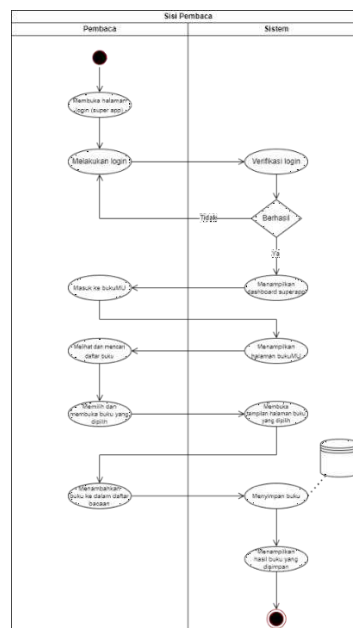 Sisi Pembaca
Pembaca
Sistem
Membuka halaman
login (super app)
Melakukan login
Verifikasi login
Tidak
Berhasil
Ya
Masuk ke bukuMU
Menampilkan
dashboard superapp
Melihat dan mencari
daftar buku
Menampilkan
halaman bukuMU
Memilih dan
membuka buku yang
dipilih
Membuka
tampilan halaman buku
yang dipilih
Menambahkan
buku ke dalam daftar
bacaan
Menyimpan buku
Menampilkan
hasil buku yang
disimpan